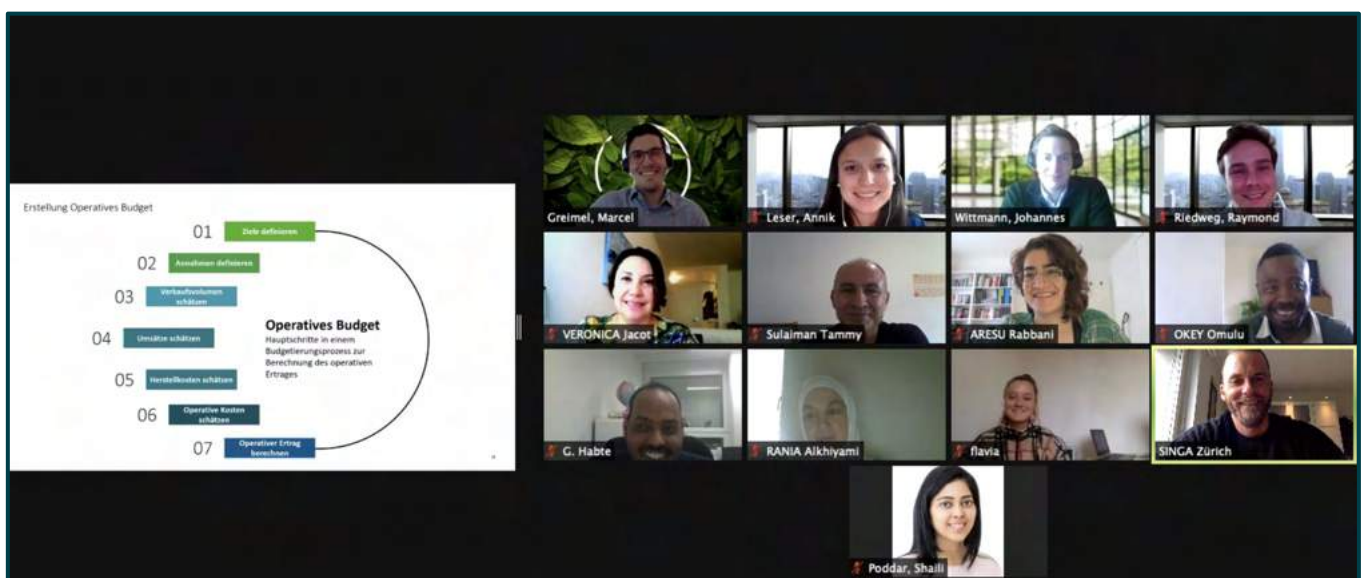 Erstellung Operatives Budget
01
Ziele definieren
02
Annahmen definieren
03
Verkaufsvolumen
schätzen
04
Umsätze schätzen
05
Herstellkosten schätzen
06
Operative Kosten
schätzen
07
Operativer Ertrag
berechnen
Operatives Budget
Hauptschritte in einem
Budgetierungsprozess zur
Berechnung des operativen
Ertrages
Greimel, Marcel
Leser, Annik
Wittmann, Johannes
Riedweg, Raymond
VERONICA Jacot
Sulaiman Tammy
ARESU Rabbani
OKEY Omulu
G. Habte
RANIA Alkhiyami
flavia
SINGA Zürich
Poddar, Shaili